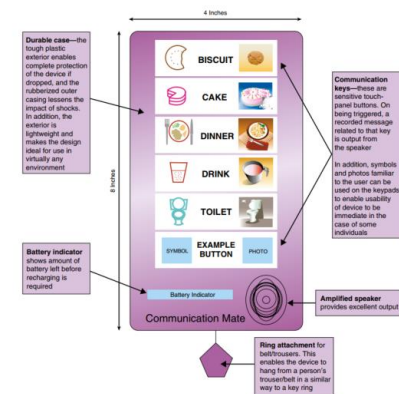 4 Inches
Durable case—the
tough plastic
exterior enables
complete protection
of the device if
dropped, and the
rubberized outer
casing lessens the
impact of shocks.
In addition, the
exterior is
lightweight and
makes the design
ideal for use in
virtually any
environment
8 Inches
BISCUIT
CAKE
DINNER
DRINK
TOILET
SYMBOL
EXAMPLE
BUTTON
PHOTO
Communication
keys—these are
sensitive touch-
panel buttons. On
being triggered, a
recorded message
related to that key
is output from
the speaker
In addition, symbols
and photos familiar
to the user can be
used on the keypads
to enable usability
of device to be
immediate in the
case of some
individuals
Battery indicator
shows amount of
battery left before
recharging is
required
Battery Indicator
Communication Mate
Amplified speaker
provides excellent output
Ring attachment for
belt/trousers. This
enables the device to
hang from a person's
trouser/belt in a similar
way to a key ring